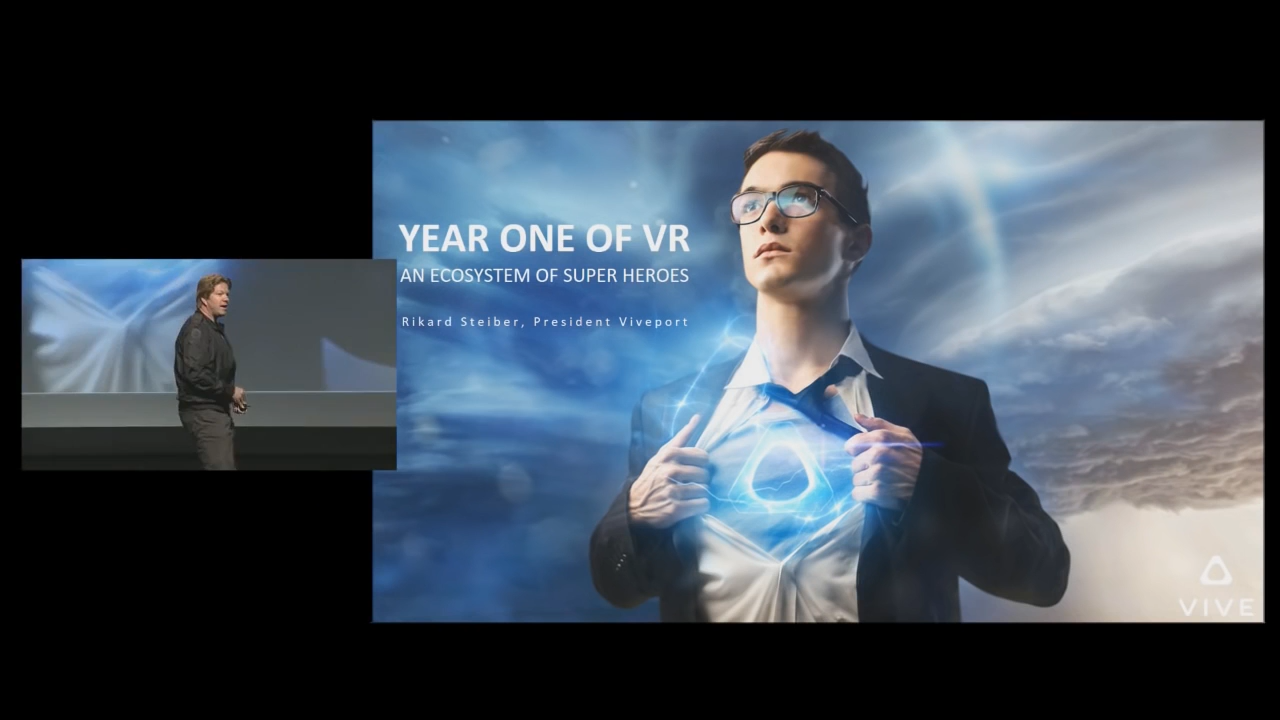 YEAR ONE OF VR
AN ECOSYSTEM OF SUPER HEROES
Rikard Steiber, President Viveport
VIVE